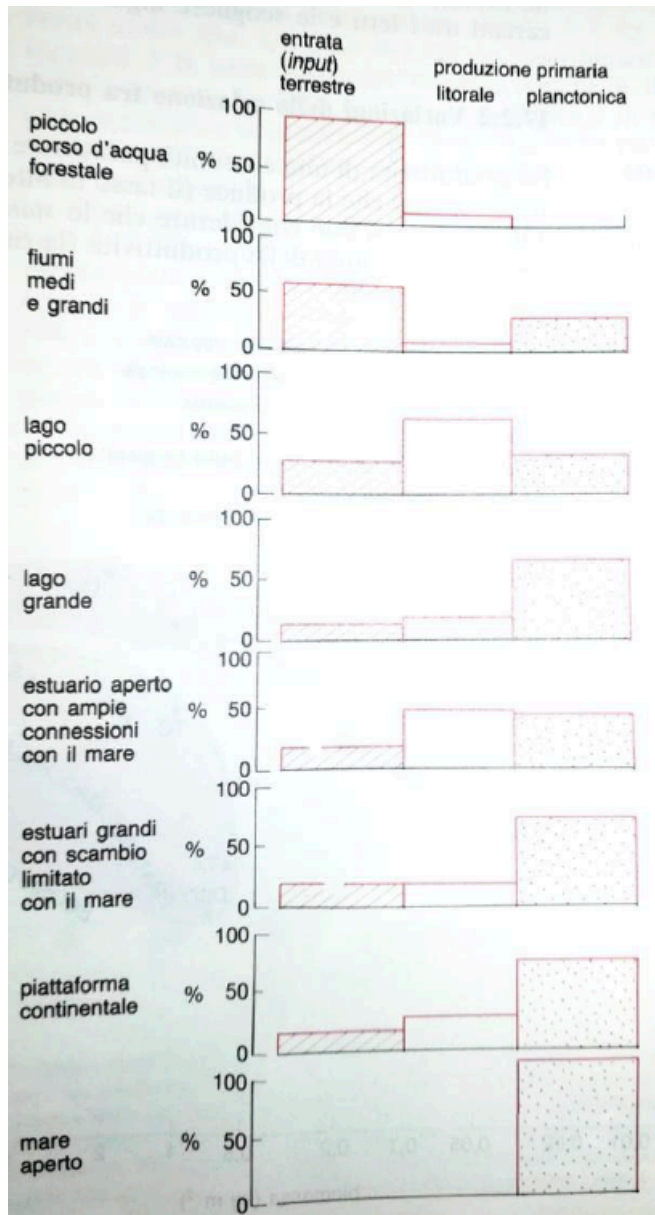 entrata
(input)
terrestre
produzione primaria
litorale planctonica
piccolo
corso d'acqua
forestale
%
100
50
0
fiumi
medi
e grandi
%
50
0
lago
piccolo
%
100
50
0
lago
grande
%
100
50
0
estuario aperto
con ampie
connessioni
con il mare
%
100
50
0
estuari grandi
con scambio
limitato
con il mare
%
100
50
0
piattaforma
continentale
%
100
50
0
mare
aperto
%
100
50
0